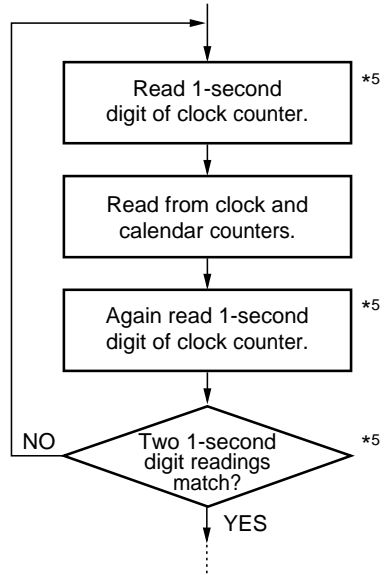 Read 1-second
digit of clock counter.
*5
Read from clock and
calendar counters.
Again read 1-second
digit of clock counter.
*5
Two 1-second
digit readings
match?
*5
NO
YES